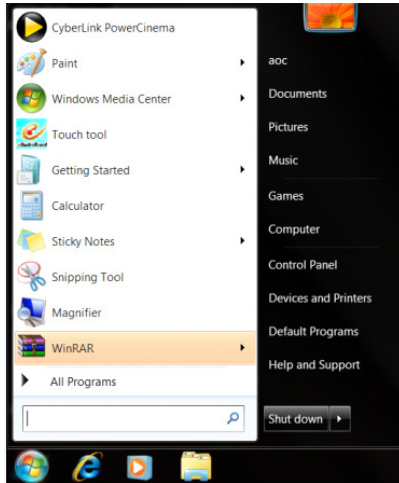 CyberLink PowerCinema
Paint
Windows Media Center
Touch tool
Getting Started
Calculator
Sticky Notes
Snipping Tool
Magnifier
WinRAR
All Programs
aoc
Documents
Pictures
Music
Games
Computer
Control Panel
Devices and Printers
Default Programs
Help and Support
Shut down